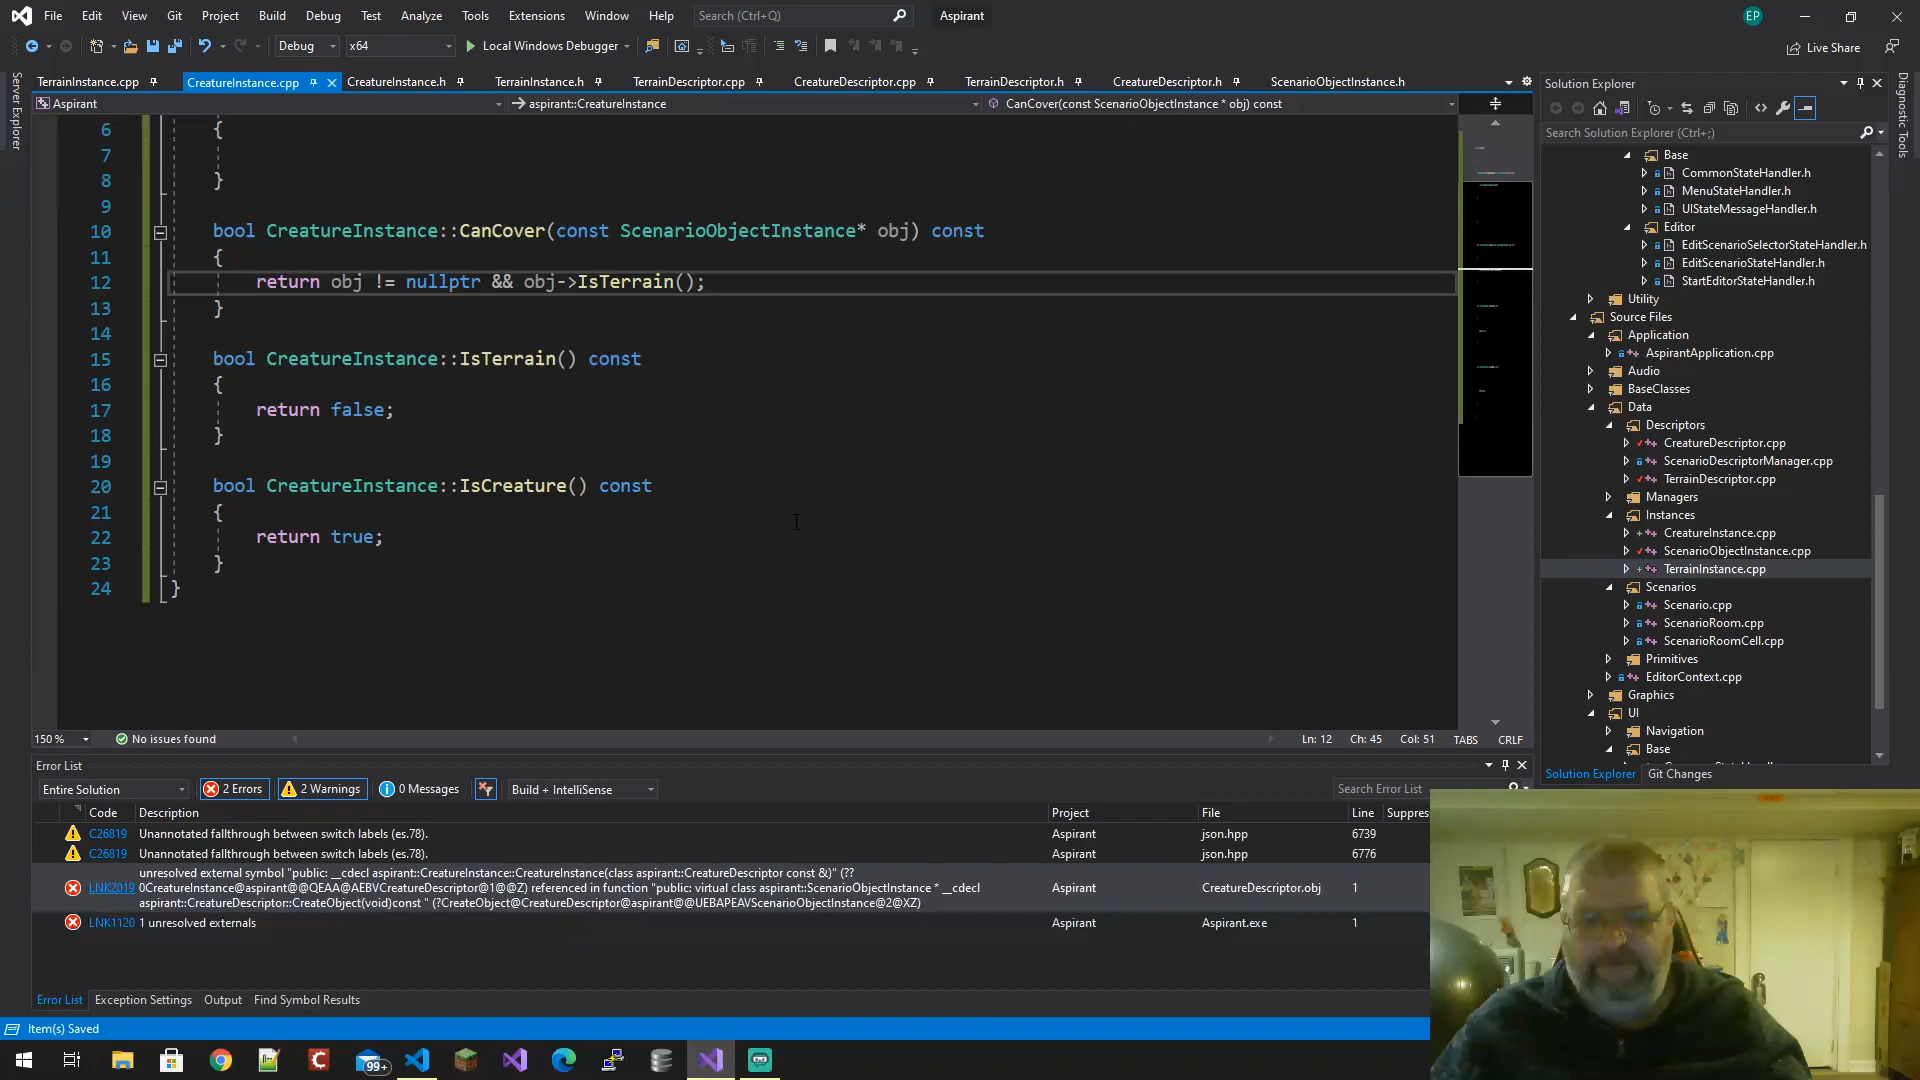 File Edit View Git Project Build Debug Test Analyze Tools Extensions Window Help Search (Ctrl+Q) Aspirant EP
Debug x64 Local Windows Debugger Live Share
TerrainInstance.cpp CreatureInstance.cpp CreatureInstance.h TerrainInstance.h TerrainDescriptor.cpp CreatureDescriptor.cpp TerrainDescriptor.h CreatureDescriptor.h ScenarioObjectInstance.h
Aspirant aspirant::CreatureInstance CanCover(const ScenarioObjectInstance * obj) const
Server Explorer
6 {
7
8 }
9
10 bool CreatureInstance::CanCover(const ScenarioObjectInstance* obj) const
11 {
12 return obj != nullptr && obj->IsTerrain();
13 }
14
15 bool CreatureInstance::IsTerrain() const
16 {
17 return false;
18 }
19
20 bool CreatureInstance::IsCreature() const
21 {
22 return true;
23 }
24 }
150 % No issues found Ln: 12 Ch: 45 Col: 51 TABS CRLF
Solution Explorer
Search Solution Explorer (Ctrl+;)
Base
CommonStateHandler.h
MenuStateHandler.h
UIStateMessageHandler.h
Editor
EditScenarioSelectorStateHandler.h
EditScenarioStateHandler.h
StartEditorStateHandler.h
Utility
Source Files
Application
AspirantApplication.cpp
Audio
BaseClasses
Data
Descriptors
CreatureDescriptor.cpp
ScenarioDescriptorManager.cpp
TerrainDescriptor.cpp
Managers
Instances
CreatureInstance.cpp
ScenarioObjectInstance.cpp
TerrainInstance.cpp
Scenarios
Scenario.cpp
ScenarioRoom.cpp
ScenarioRoomCell.cpp
Primitives
EditorContext.cpp
Graphics
UI
Navigation
Base
Solution Explorer Git Changes
Diagnostic Tools
Error List
Entire Solution 2 Errors 2 Warnings 0 Messages Build + IntelliSense Search Error List
Code Description Project File Line Suppres
C26819 Unannotated fallthrough between switch labels (es.78). Aspirant json.hpp 6739
C26819 Unannotated fallthrough between switch labels (es.78). Aspirant json.hpp 6776
unresolved external symbol "public: __cdecl aspirant::CreatureInstance::CreatureInstance(class aspirant::CreatureDescriptor const &)" (??
LNK2019 0CreatureInstance@aspirant@@QEAA@AEBVCreatureDescriptor@1@@Z) referenced in function "public: virtual class aspirant::ScenarioObjectInstance * __cdecl Aspirant CreatureDescriptor.obj 1
aspirant::CreatureDescriptor::CreateObject(void)const " (?CreateObject@CreatureDescriptor@aspirant@@UEBAPEAVScenarioObjectInstance@2@XZ)
LNK1120 1 unresolved externals Aspirant Aspirant.exe 1
Error List Exception Settings Output Find Symbol Results
Item(s) Saved
99+